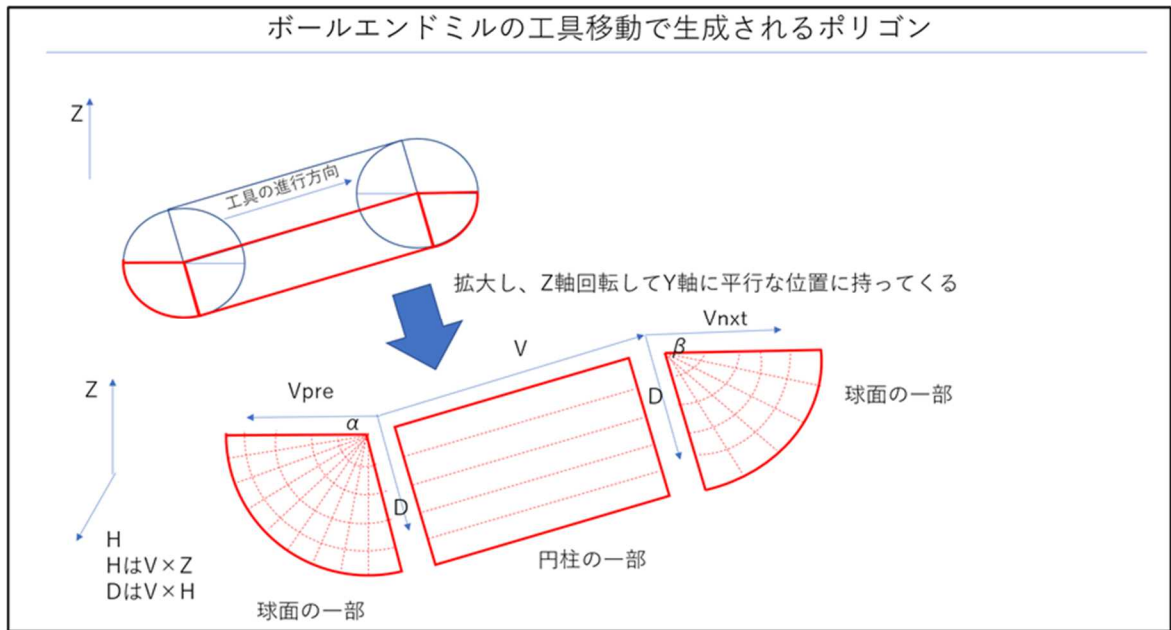 ボールエンドミルの工具移動で生成されるポリゴン
Z
工具の進行方向
拡大し、Z軸回転してY軸に平行な位置に持ってくる
Vnxt
V
β
Z
Vpre
D
球面の一部
α
D
H
HはV×Z
DはV×H
円柱の一部
球面の一部